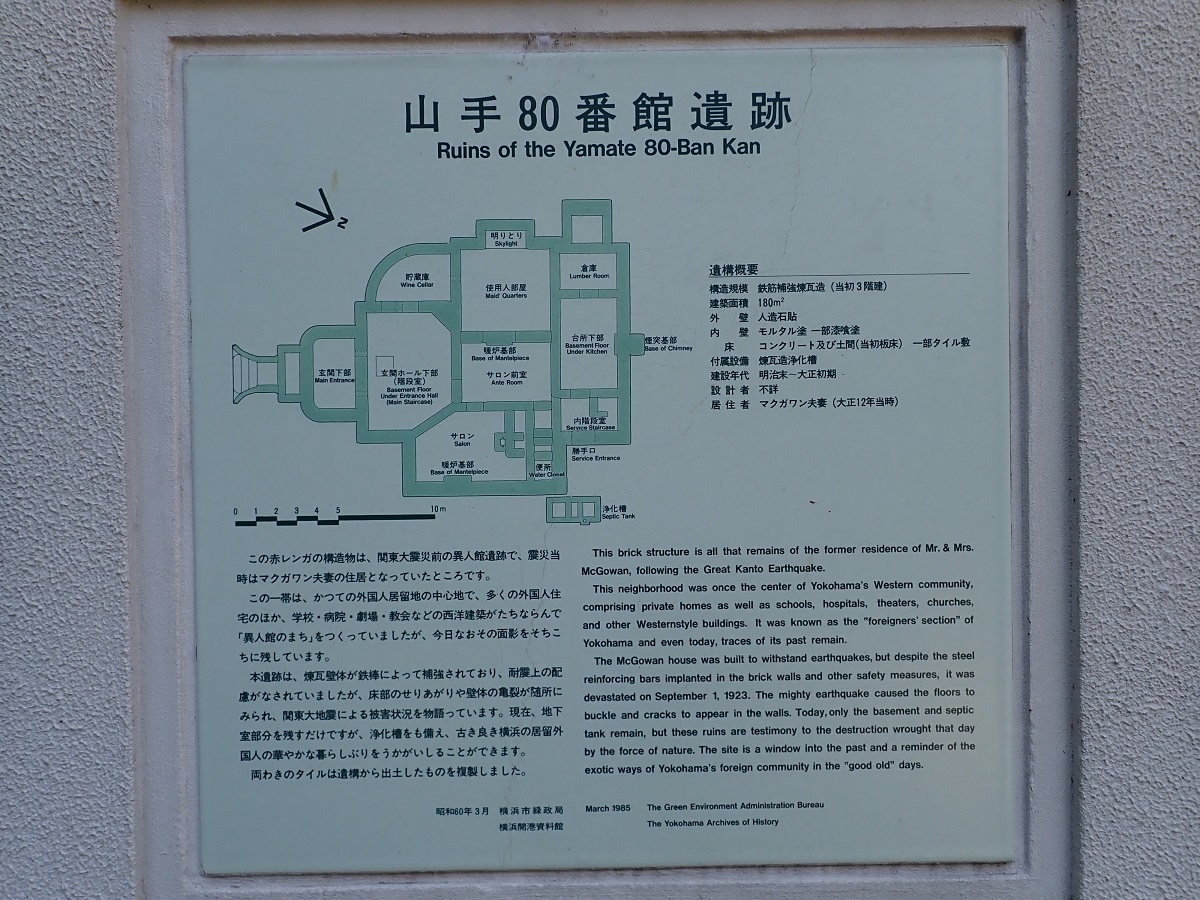 山手80番館遺跡
Ruins of the Yamate 80-Ban Kan
N
明りとり
Skylight
貯蔵庫
Wine Cellar
使用人部屋
Maid' Quarters
倉庫
Lumber Room
台所下部
Basement Floor
Under Kitchen
煙突基部
Base of Chimney
暖炉基部
Base of Mantelpiece
サロン前室
Ante Room
玄関下部
Main Entrance
玄関ホール下部
(階段室)
Basement Floor
Under Entrance Hall
(Main Staircase)
サロン
Salon
暖炉基部
Base of Mantelpiece
便所
Water Closet
内階段室
Service Staircase
勝手口
Service Entrance
浄化槽
Septic Tank
0 1 2 3 4 5 10m
遺構概要
構造規模 鉄筋補強煉瓦造(当初3階建)
建築面積 180m²
外壁 人造石貼
内壁 モルタル塗 一部漆喰塗
床 コンクリート及び土間(当初板床) 一部タイル敷
付属設備 煉瓦造浄化槽
建設年代 明治末〜大正初期
設計者 不詳
居住者 マクガワン夫妻(大正12年当時)
この赤レンガの構造物は、関東大震災前の異人館遺跡で、震災当
時はマクガワン夫妻の住居となっていたところです。
この一帯は、かつての外国人居留地の中心地で、多くの外国人住
宅のほか、学校・病院・劇場・教会などの西洋建築がたちならんで
「異人館のまち」をつくっていましたが、今日なおその面影をそちこ
ちに残しています。
本遺跡は、煉瓦壁体が鉄棒によって補強されており、耐震上の配
慮がなされていましたが、床部のせりあがりや壁体の亀裂が随所に
みられ、関東大地震による被害状況を物語っています。現在、地下
室部分を残すだけですが、浄化槽をも備え、古き良き横浜の居留外
国人の華やかな暮らしぶりをうかがいしることができます。
両わきのタイルは遺構から出土したものを複製しました。
昭和60年3月 横浜市緑政局
横浜開港資料館
This brick structure is all that remains of the former residence of Mr. & Mrs.
McGowan, following the Great Kanto Earthquake.
This neighborhood was once the center of Yokohama's Western community,
comprising private homes as well as schools, hospitals, theaters, churches,
and other Westernstyle buildings. It was known as the "foreigners' section" of
Yokohama and even today, traces of its past remain.
The McGowan house was built to withstand earthquakes, but despite the steel
reinforcing bars implanted in the brick walls and other safety measures, it was
devastated on September 1, 1923. The mighty earthquake caused the floors to
buckle and cracks to appear in the walls. Today, only the basement and septic
tank remain, but these ruins are testimony to the destruction wrought that day
by the force of nature. The site is a window into the past and a reminder of the
exotic ways of Yokohama's foreign community in the "good old" days.
March 1985 The Green Environment Administration Bureau
The Yokohama Archives of History